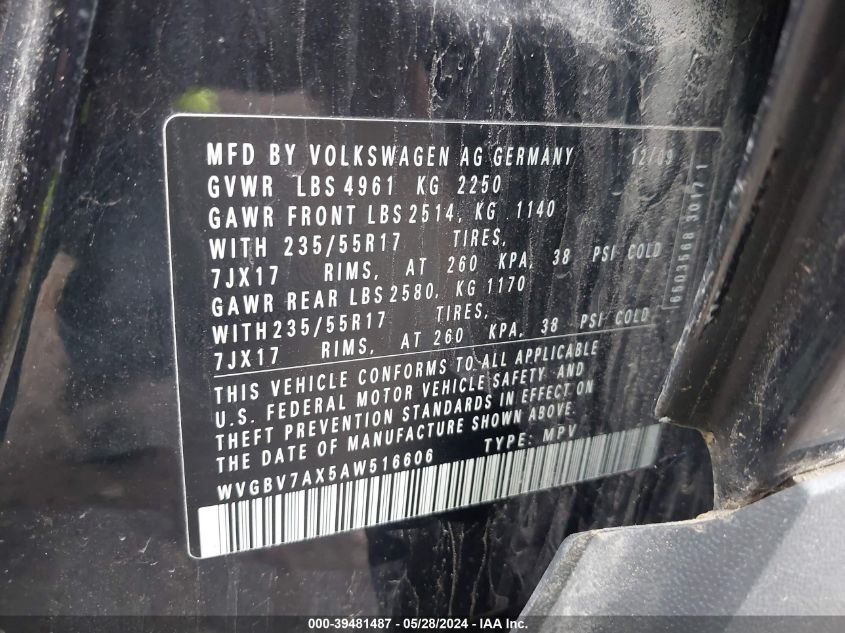 MFD BY VOLKSWAGEN AG GERMANY 12/09
GVWR LBS 4961 KG 2250
GAWR FRONT LBS 2514, KG 1140
WITH 235/55R17 TIRES,
7JX17 RIMS, AT 260 KPA, 38 PSI COLD
GAWR REAR LBS 2580, KG 1170
WITH 235/55R17 TIRES,
7JX17 RIMS, AT 260 KPA, 38 PSI COLD
THIS VEHICLE CONFORMS TO ALL APPLICABLE
U.S. FEDERAL MOTOR VEHICLE SAFETY AND
THEFT PREVENTION STANDARDS IN EFFECT ON
THE DATE OF MANUFACTURE SHOWN ABOVE.
WVGBV7AX5AW516606 TYPE: MPV
000-39481487 - 05/28/2024 - IAA Inc.